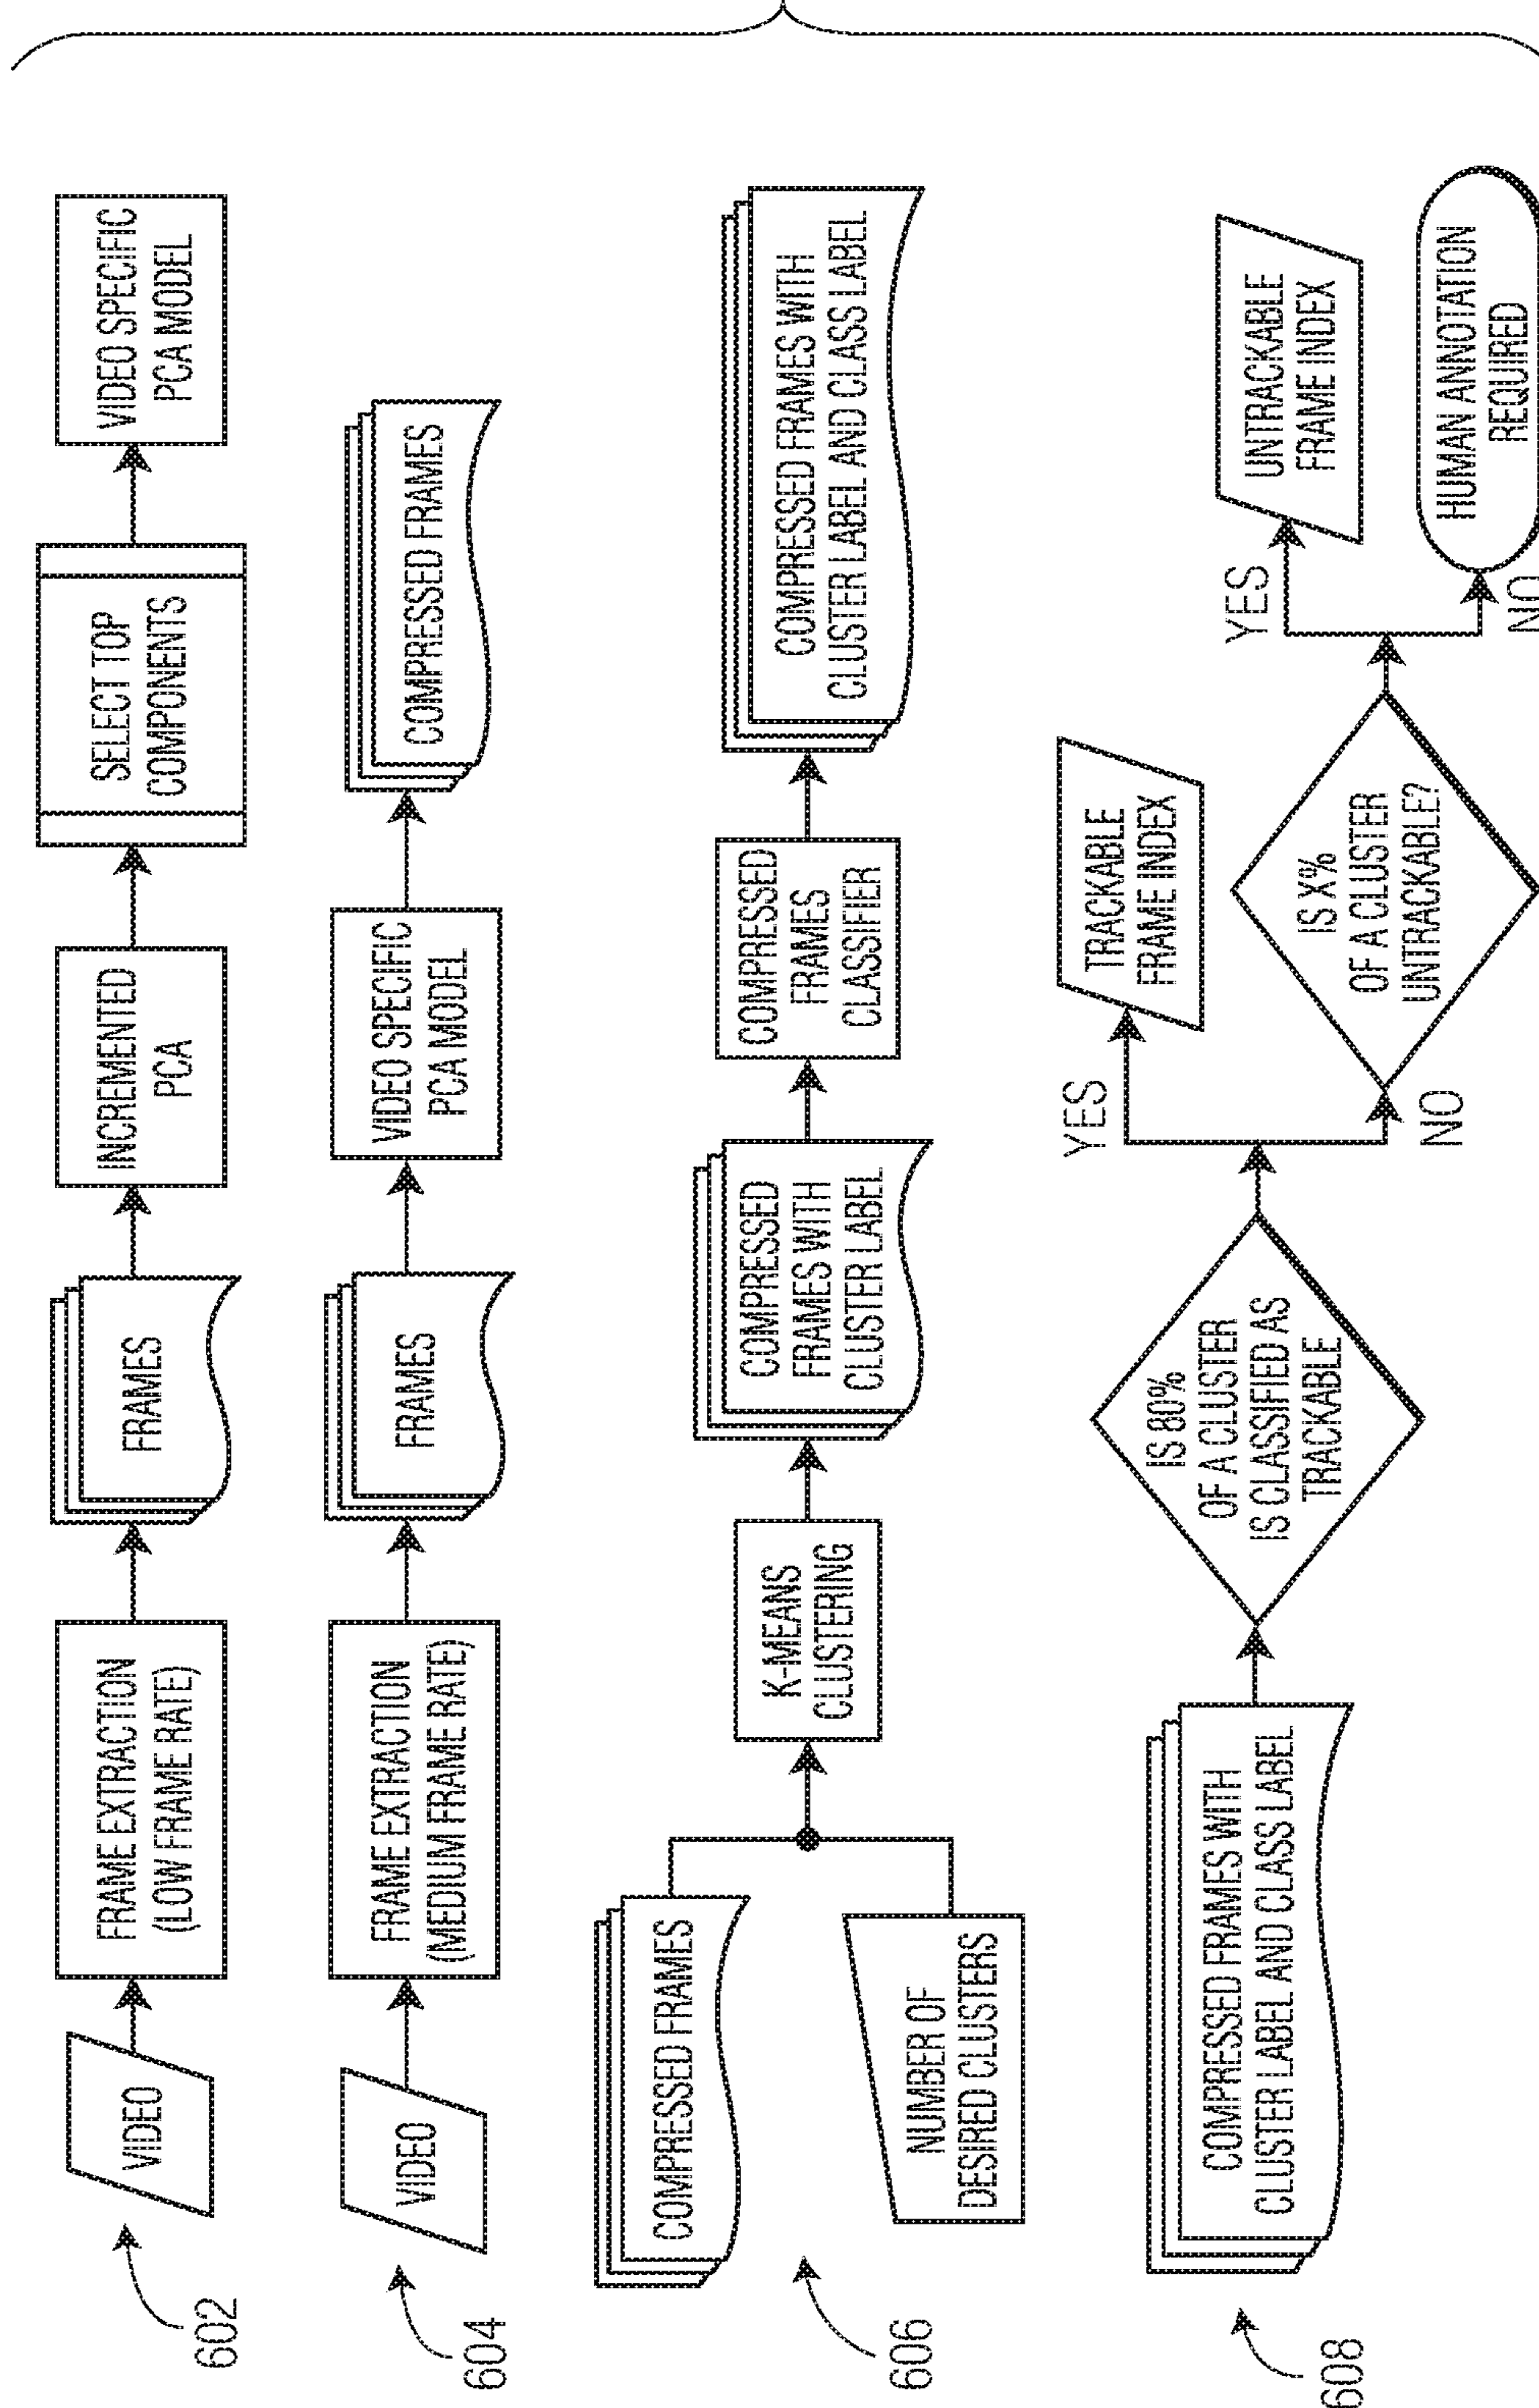 602
VIDEO
FRAME EXTRACTION
(LOW FRAME RATE)
FRAMES
INCREMENTED
PCA
SELECT TOP
COMPONENTS
VIDEO SPECIFIC
PCA MODEL
604
VIDEO
FRAME EXTRACTION
(MEDIUM FRAME RATE)
FRAMES
VIDEO SPECIFIC
PCA MODEL
COMPRESSED FRAMES
606
COMPRESSED FRAMES
NUMBER OF
DESIRED CLUSTERS
K-MEANS
CLUSTERING
COMPRESSED
FRAMES WITH
CLUSTER LABEL
COMPRESSED
FRAMES
CLASSIFIER
COMPRESSED FRAMES WITH
CLUSTER LABEL AND CLASS LABEL
608
COMPRESSED FRAMES WITH
CLUSTER LABEL AND CLASS LABEL
IS 80%
OF A CLUSTER
IS CLASSIFIED AS
TRACKABLE
YES
TRACKABLE
FRAME INDEX
NO
IS X%
OF A CLUSTER
UNTRACKABLE?
YES
UNTRACKABLE
FRAME INDEX
NO
HUMAN ANNOTATION
REQUIRED